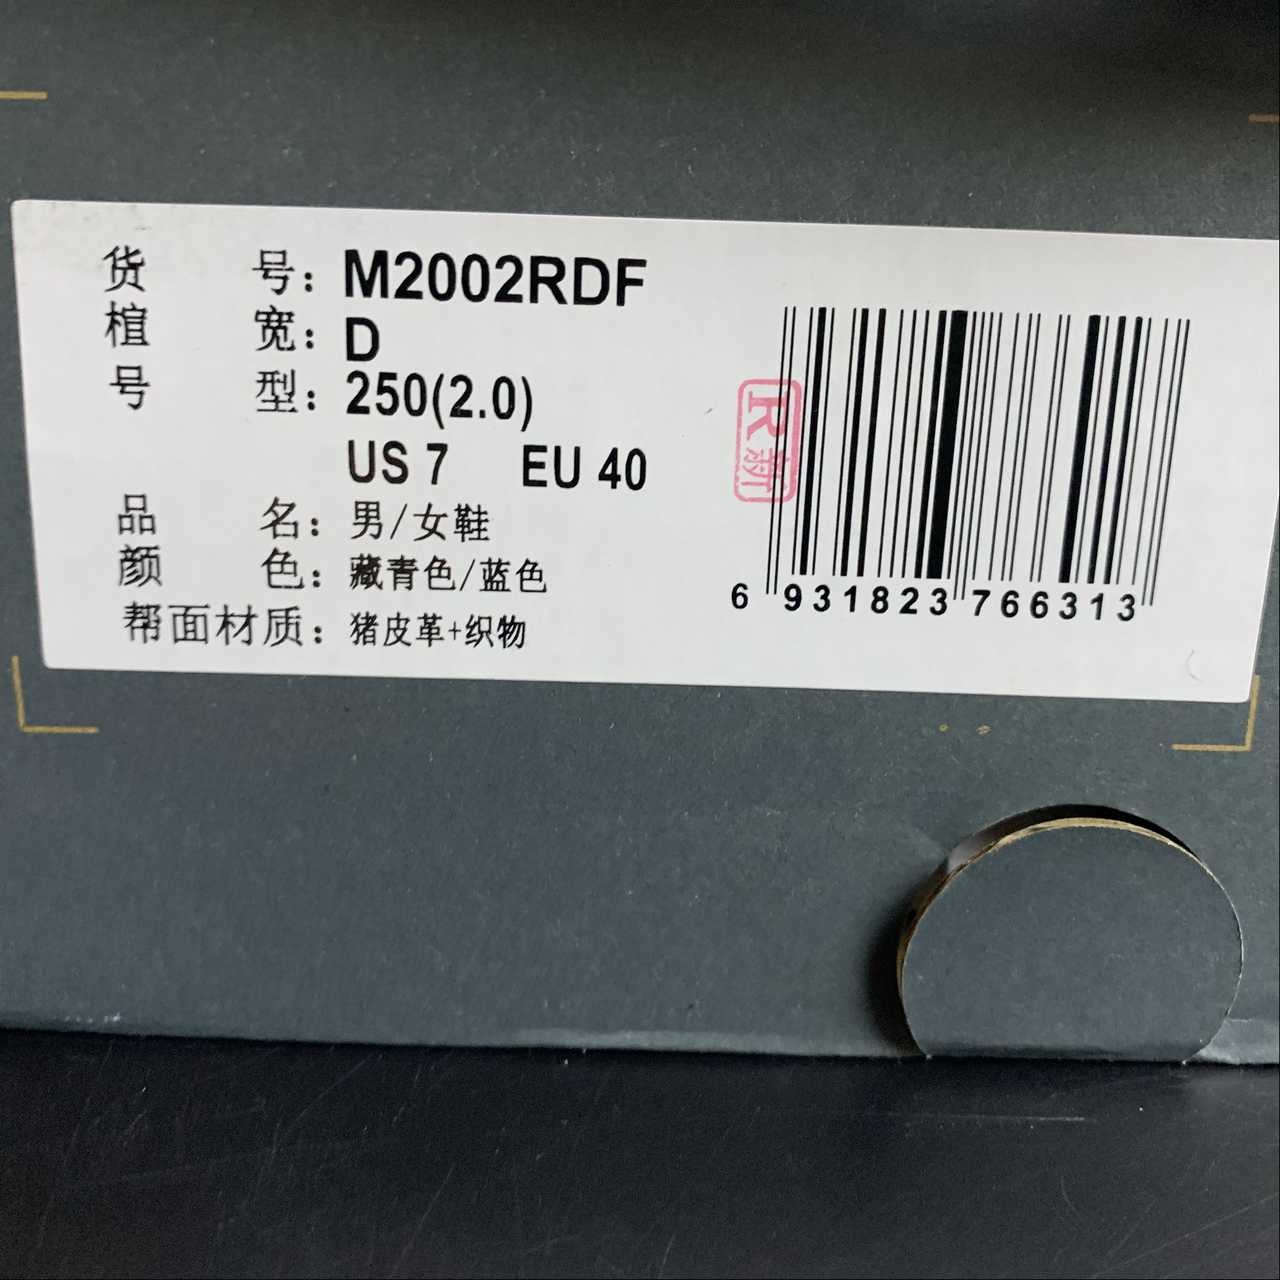 货 号: M2002RDF
楦 宽: D
号 型: 250(2.0)
US 7 EU 40
品 名: 男/女鞋
颜 色: 藏青色/蓝色
帮面材质: 猪皮革+织物
R新
6 931823 766313